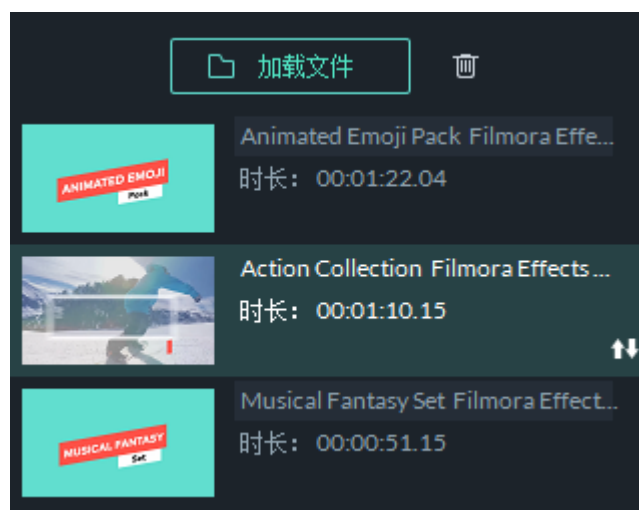 加载文件
ANIMATED EMOJI
Pack
Animated Emoji Pack Filmora Effe...
时长：00:01:22.04
Action Collection Filmora Effects ...
时长：00:01:10.15
MUSICAL FANTASY
Set
Musical Fantasy Set Filmora Effect...
时长：00:00:51.15